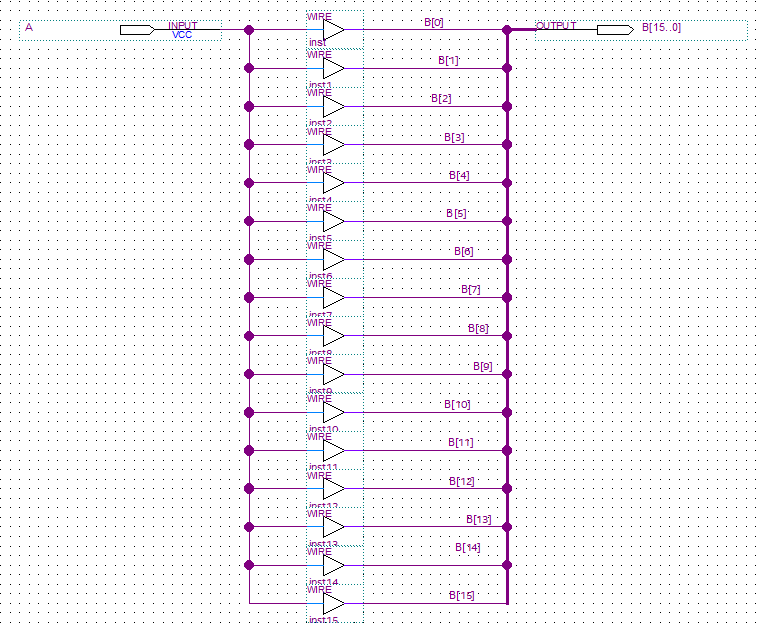 A INPUT VCC WIRE B[0] OUTPUT B[15..0]
inst
WIRE B[1]
inst1
WIRE B[2]
inst2
WIRE B[3]
inst3
WIRE B[4]
inst4
WIRE B[5]
inst5
WIRE B[6]
inst6
WIRE B[7]
inst7
WIRE B[8]
inst8
WIRE B[9]
inst9
WIRE B[10]
inst10
WIRE B[11]
inst11
WIRE B[12]
inst12
WIRE B[13]
inst13
WIRE B[14]
inst14
WIRE B[15]
inst15